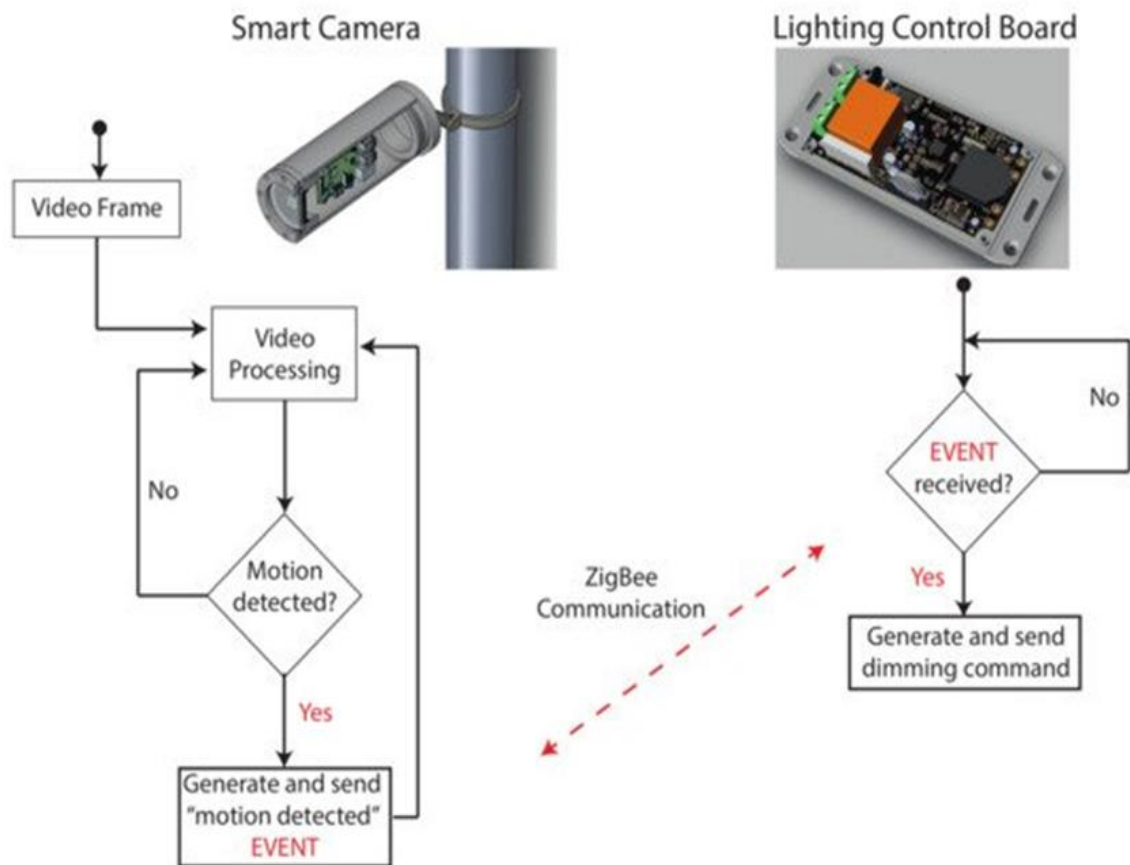 Smart Camera
Lighting Control Board
Video Frame
Video
Processing
No
Motion
detected?
Yes
Generate and send
“motion detected”
EVENT
ZigBee
Communication
EVENT
received?
No
Yes
Generate and send
dimming command